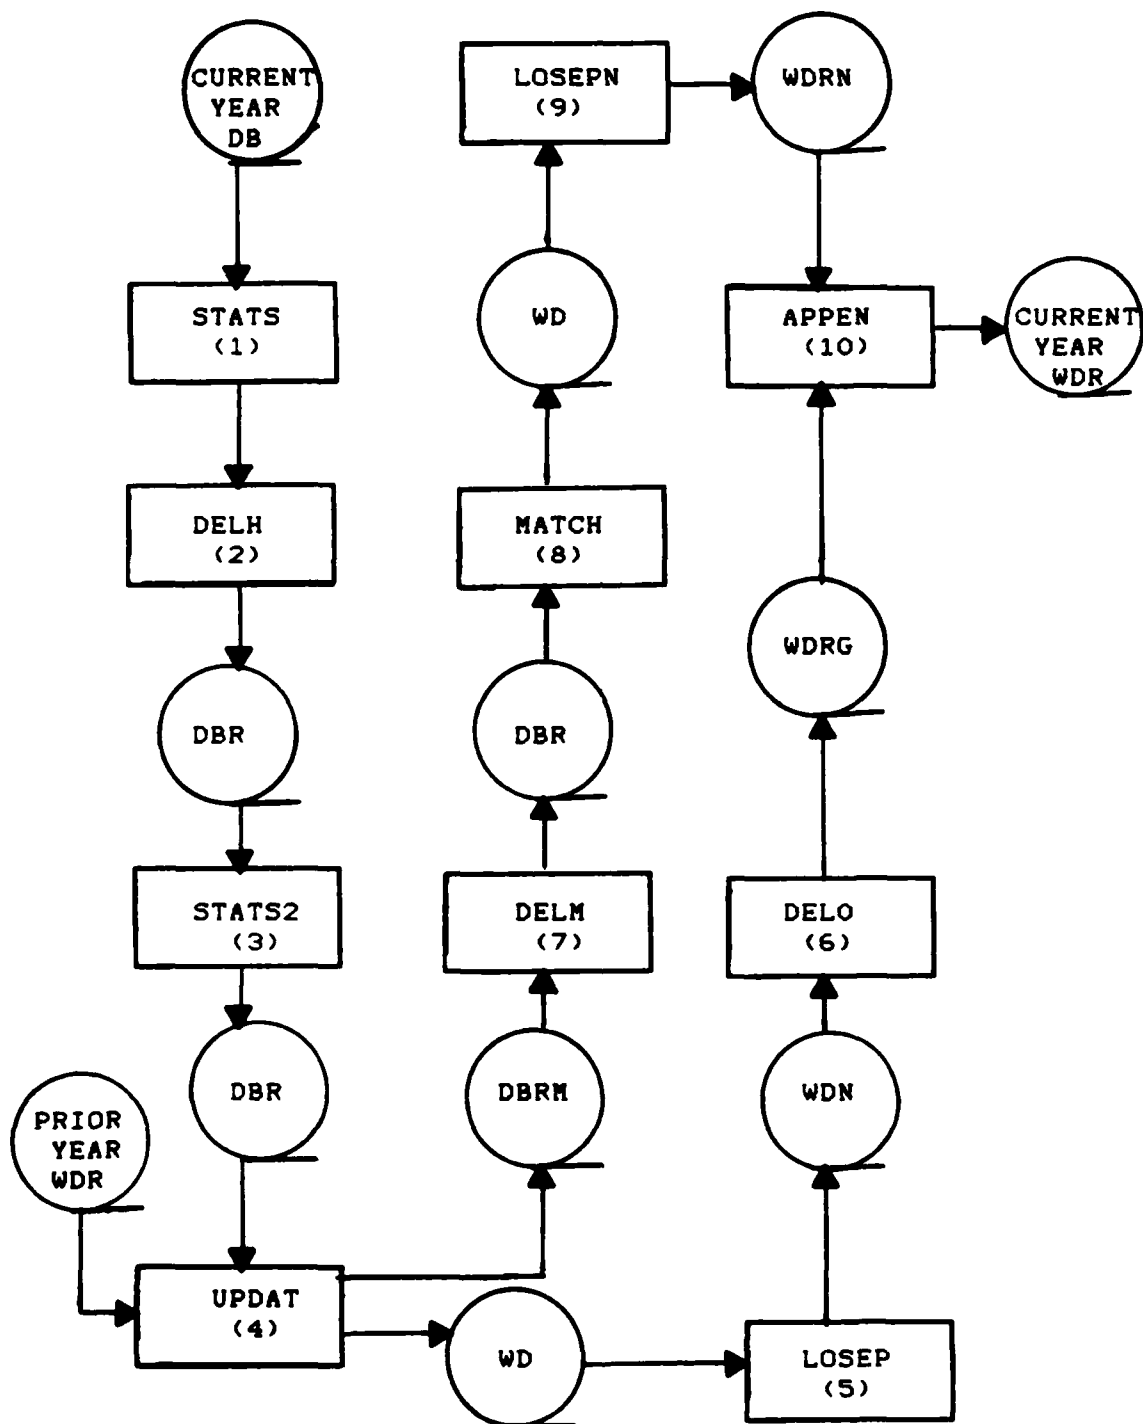 CURRENT
YEAR
DB
STATS
(1)
DELH
(2)
DBR
STATS2
(3)
DBR
PRIOR
YEAR
WDR
UPDAT
(4)
LOSEPN
(9)
WD
MATCH
(8)
DBR
DELM
(7)
DBRM
WD
WDRN
APPEN
(10)
CURRENT
YEAR
WDR
WDRG
DELO
(6)
WDN
LOSEP
(5)